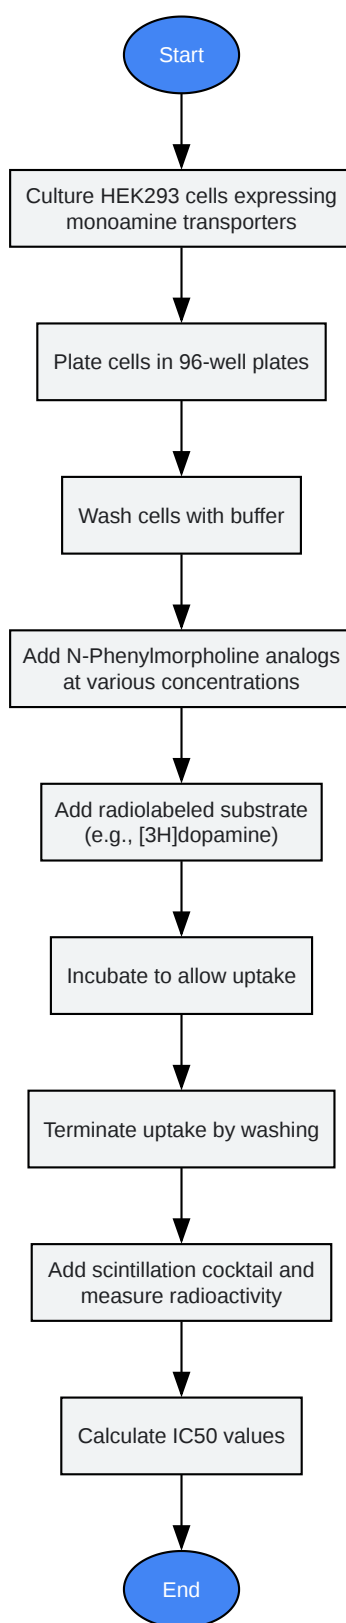 Start
Culture HEK293 cells expressing
monoamine transporters
Plate cells in 96-well plates
Wash cells with buffer
Add N-Phenylmorpholine analogs
at various concentrations
Add radiolabeled substrate
(e.g., [3H]dopamine)
Incubate to allow uptake
Terminate uptake by washing
Add scintillation cocktail and
measure radioactivity
Calculate IC50 values
End